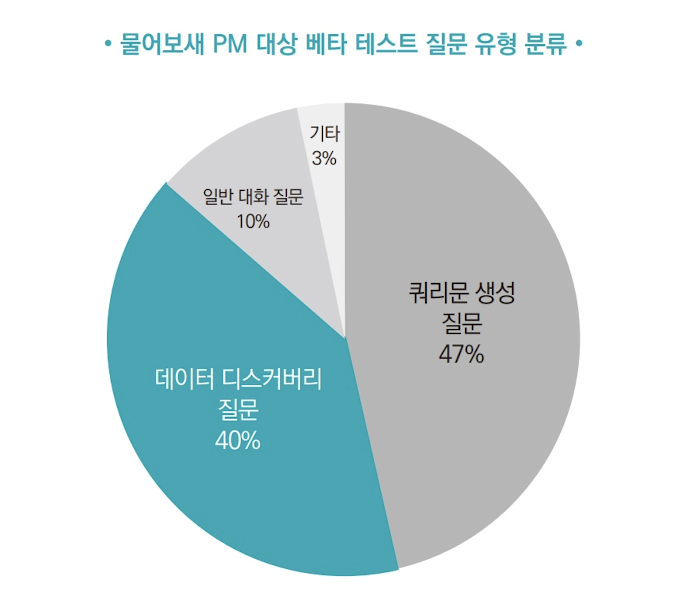 • 물어보새 PM 대상 베타 테스트 질문 유형 분류 •
기타
3%
일반 대화 질문
10%
쿼리문 생성
질문
47%
데이터 디스커버리
질문
40%